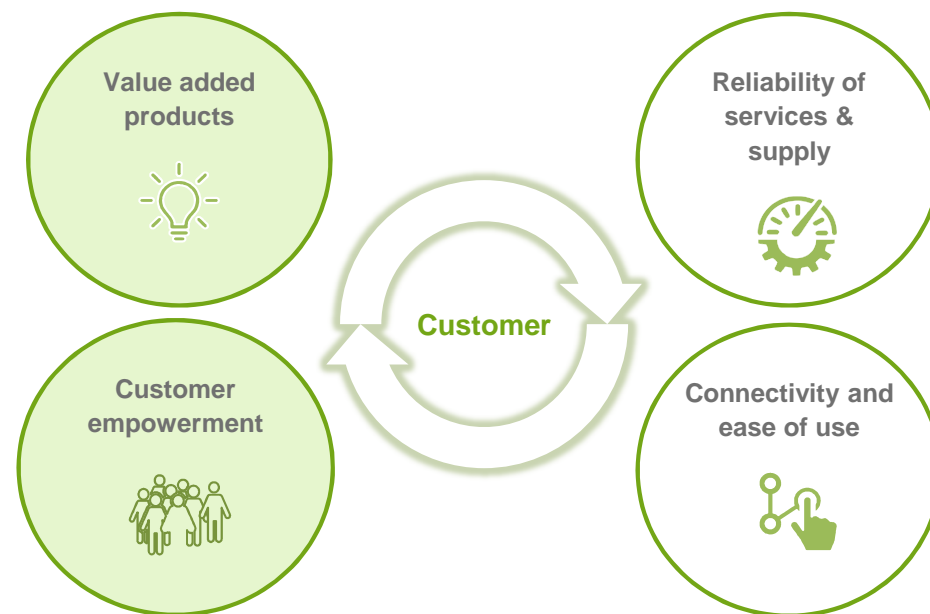 Value added
products
Reliability of
services &
supply
Customer
Customer
empowerment
Connectivity and
ease of use